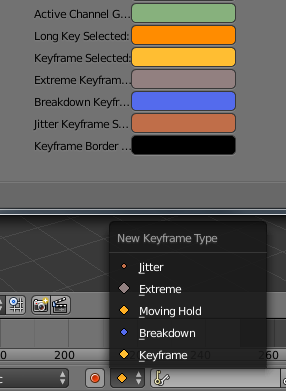 Active Channel G...
Long Key Selected:
Keyframe Selected:
Extreme Keyfram...
Breakdown Keyfr...
Jitter Keyframe S...
Keyframe Border ...
New Keyframe Type
Jitter
Extreme
Moving Hold
Breakdown
Keyframe
200
260